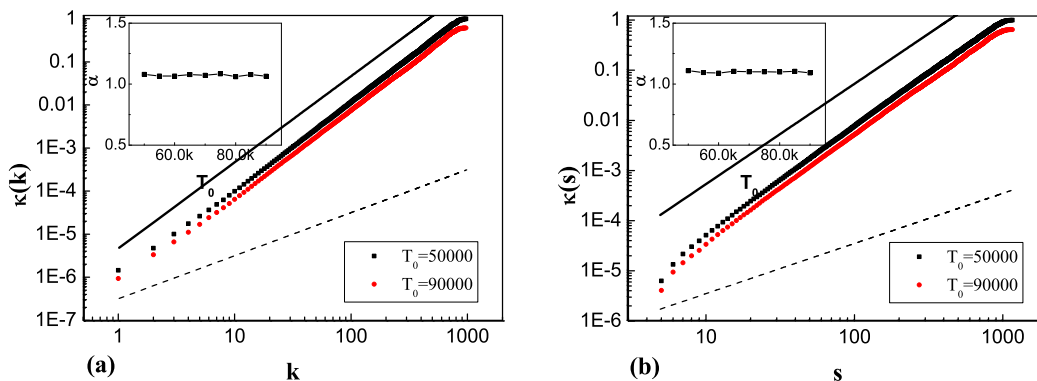 1.5
1.0
0.5
α
60.0k 80.0k
T0
1
0.1
0.01
1E-3
1E-4
1E-5
1E-6
1E-7
κ(k)
T0=50000
T0=90000
1 10 100 1000
(a) k
1.5
1.0
0.5
α
60.0k 80.0k
T0
1
0.1
0.01
1E-3
1E-4
1E-5
1E-6
κ(s)
T0=50000
T0=90000
10 100 1000
(b) s